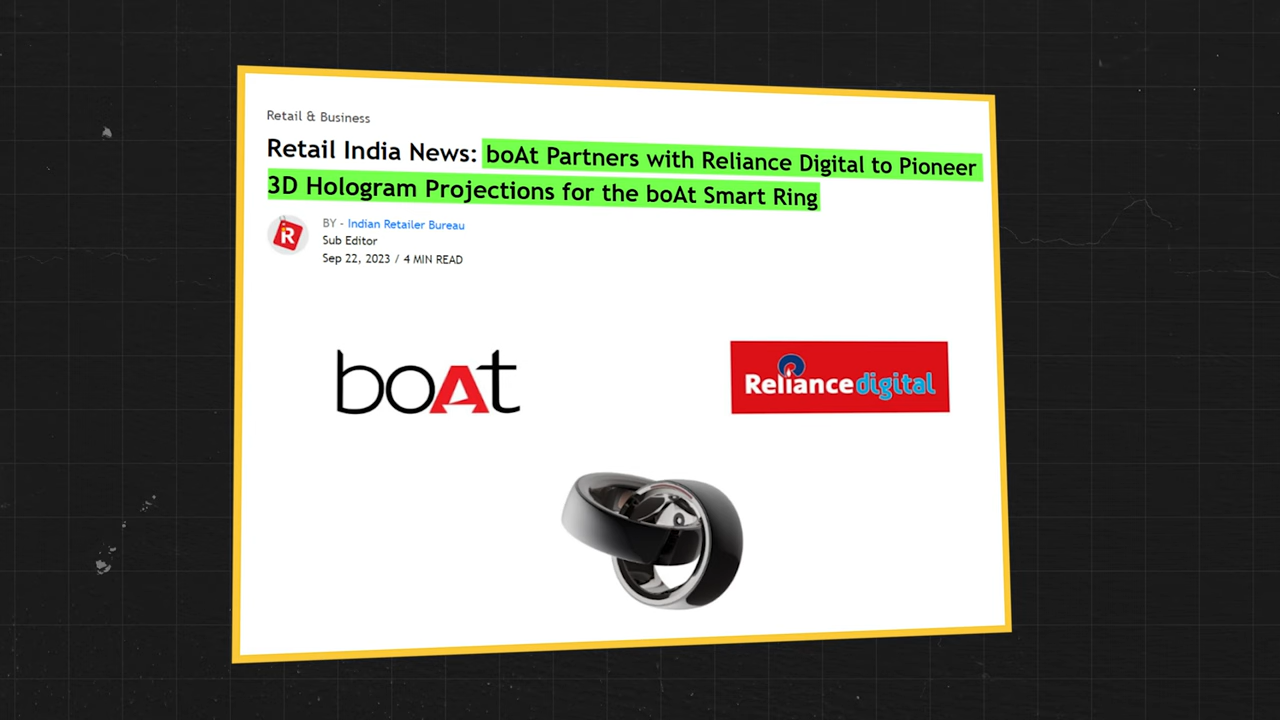 Retail & Business
Retail India News: boAt Partners with Reliance Digital to Pioneer
3D Hologram Projections for the boAt Smart Ring
R
BY - Indian Retailer Bureau
Sub Editor
Sep 22, 2023 / 4 MIN READ
boAt
Reliance digital